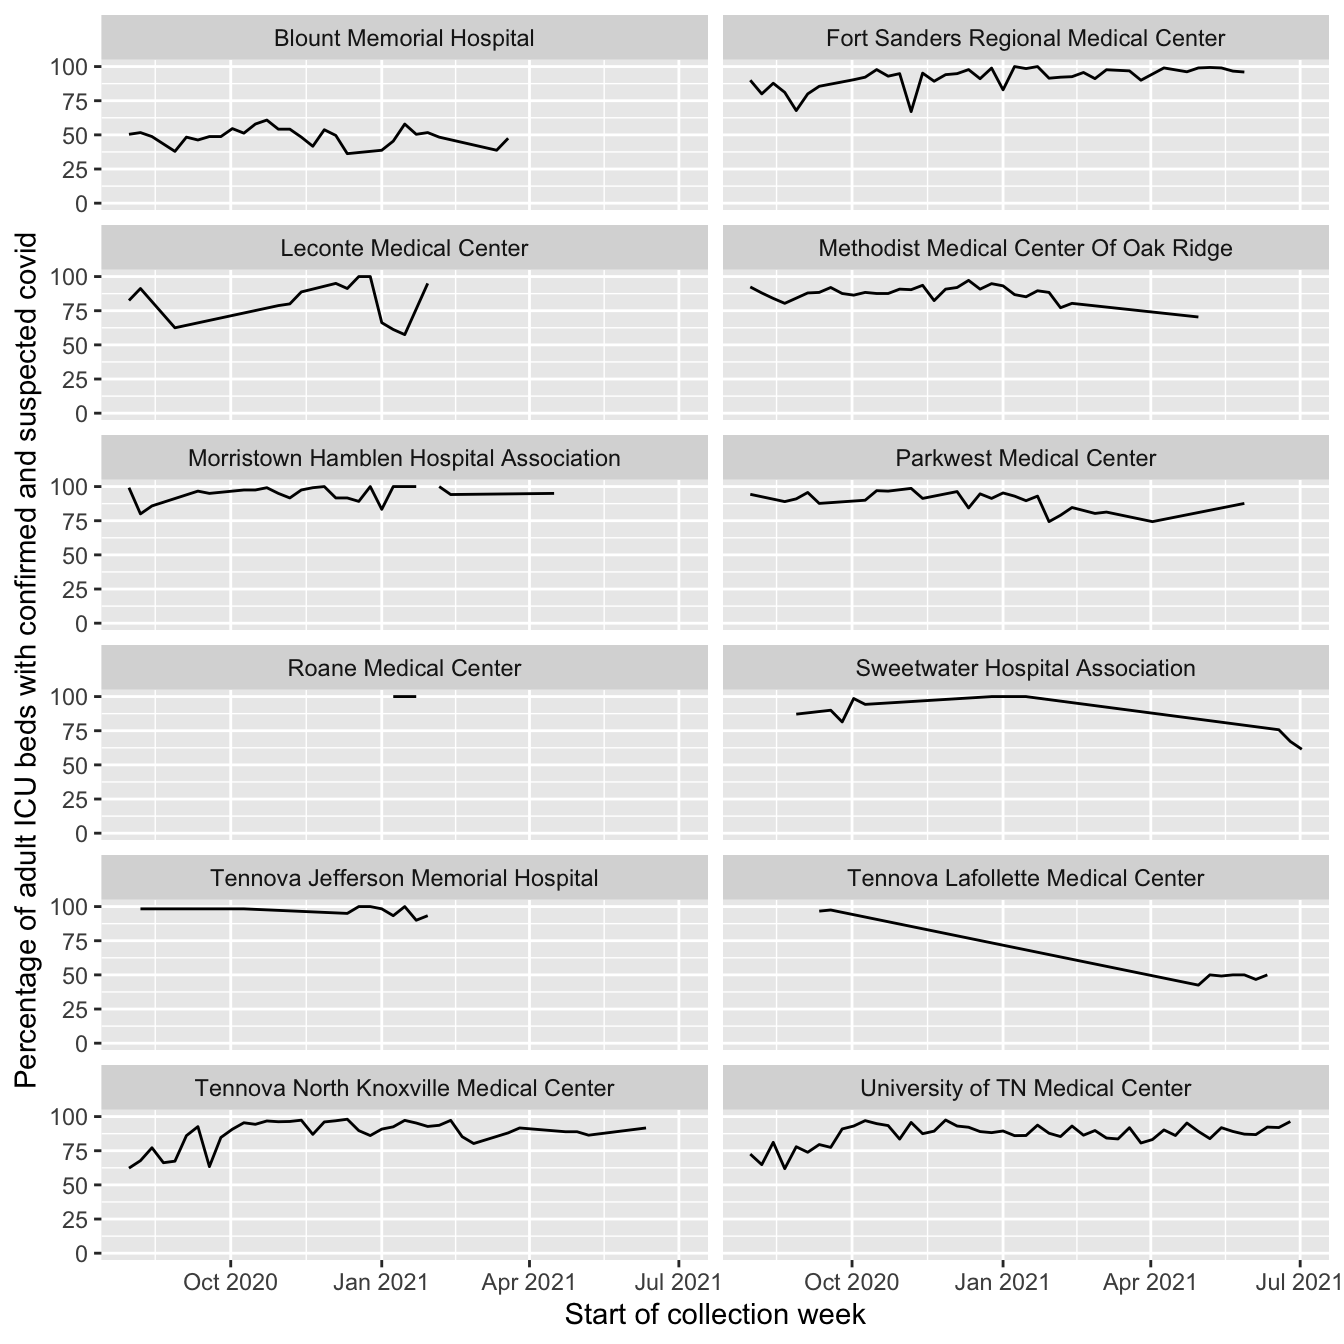 Blount Memorial Hospital
Fort Sanders Regional Medical Center
100
75
50
25
0
Leconte Medical Center
Methodist Medical Center Of Oak Ridge
100
75
50
25
0
Morristown Hamblen Hospital Association
Parkwest Medical Center
100
75
50
25
0
Roane Medical Center
Sweetwater Hospital Association
100
75
50
25
0
Tennova Jefferson Memorial Hospital
Tennova Lafollette Medical Center
100
75
50
25
0
Tennova North Knoxville Medical Center
University of TN Medical Center
100
75
50
25
0
Oct 2020 Jan 2021 Apr 2021 Jul 2021
Oct 2020 Jan 2021 Apr 2021 Jul 2021
Start of collection week
Percentage of adult ICU beds with confirmed and suspected covid